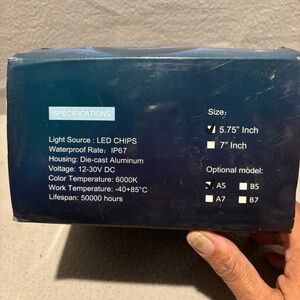 SPECIFICATIONS
Light Source : LED CHIPS
Waterproof Rate: IP67
Housing: Die-cast Aluminum
Voltage: 12-30V DC
Color Temperature: 6000K
Work Temperature: -40+85°C
Lifespan: 50000 hours
Size:
5.75" Inch
7" Inch
Optional model:
A5 B5
A7 B7